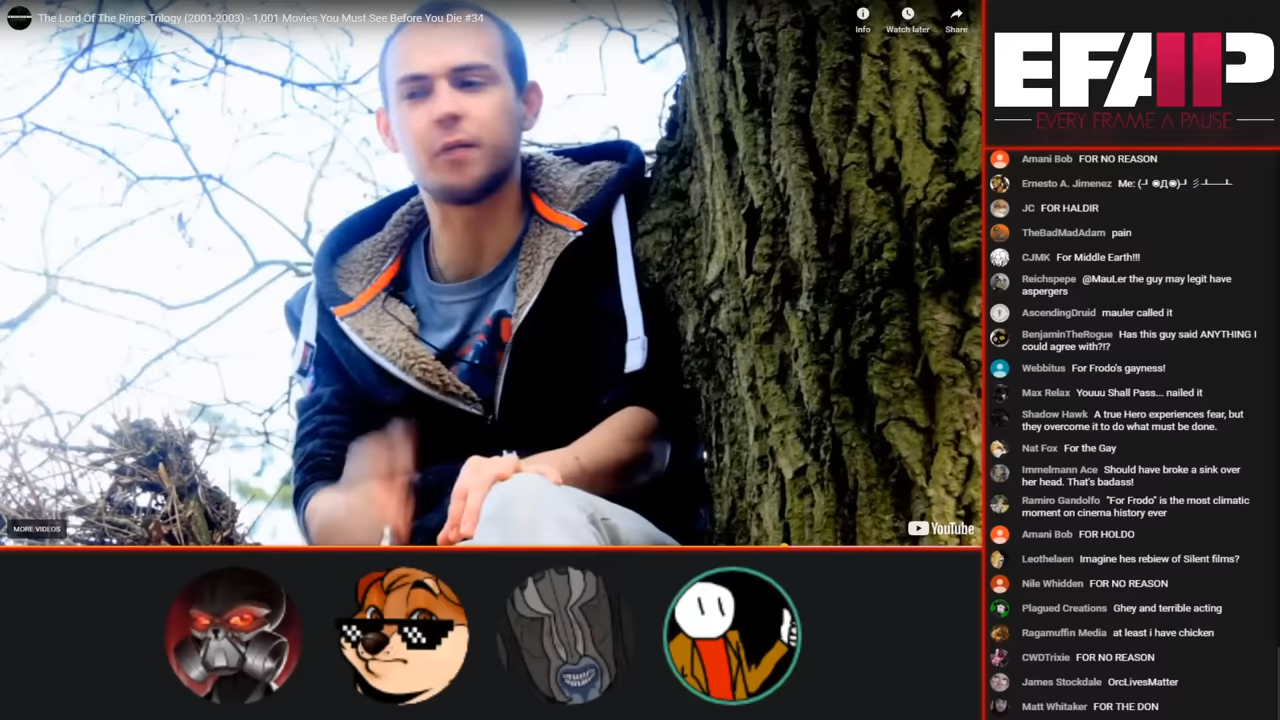 The Lord Of The Rings Trilogy (2001-2003) - 1,001 Movies You Must See Before You Die #34
Info
Watch later
Share
MORE VIDEOS
YouTube
EFAP
EVERY FRAME A PAUSE
Amani Bob FOR NO REASON
Ernesto A. Jimenez Me: (┛◉Д◉)┛彡┻━┻
JC FOR HALDIR
TheBadMadAdam pain
CJMK For Middle Earth!!!
Reichspepe @MauLer the guy may legit have
aspergers
AscendingDruid mauler called it
BenjaminTheRogue Has this guy said ANYTHING I
could agree with?!?
Webbitus For Frodo's gayness!
Max Relax Youuu Shall Pass... nailed it
Shadow Hawk A true Hero experiences fear, but
they overcome it to do what must be done.
Nat Fox For the Gay
Immelmann Ace Should have broke a sink over
her head. That's badass!
Ramiro Gandolfo "For Frodo" is the most climatic
moment on cinema history ever
Amani Bob FOR HOLDO
Leothelaen Imagine hes rebiew of Silent films?
Nile Whidden FOR NO REASON
Plagued Creations Ghey and terrible acting
Ragamuffin Media at least i have chicken
CWDTrixie FOR NO REASON
James Stockdale OrcLivesMatter
Matt Whitaker FOR THE DON